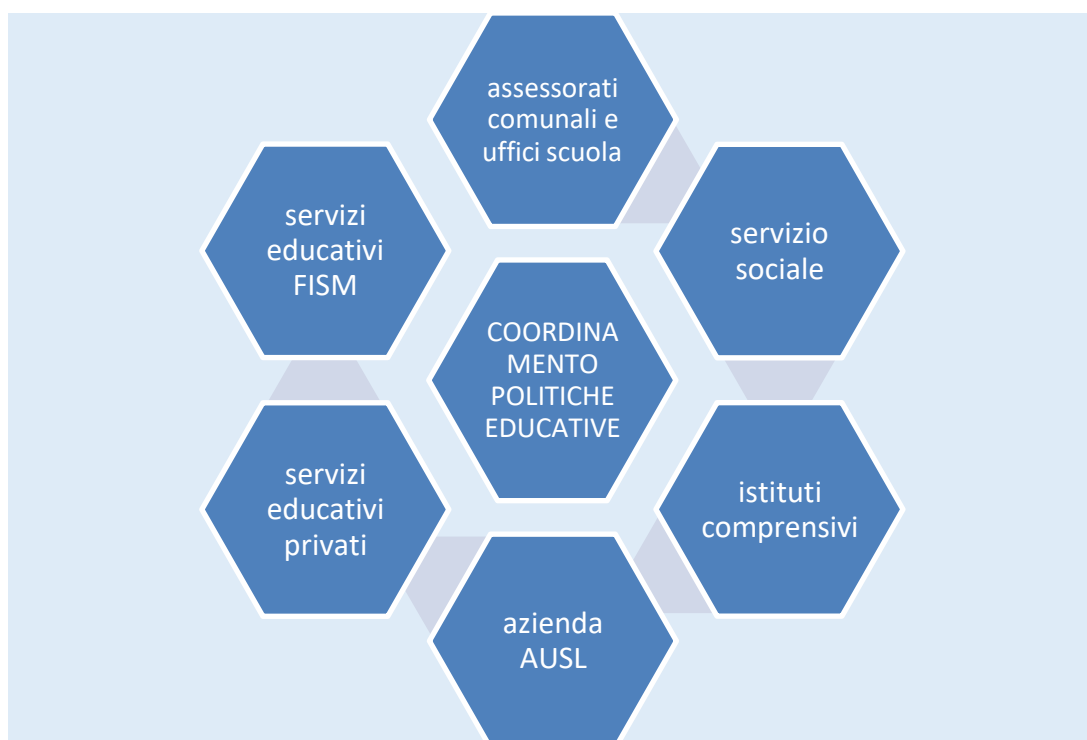 assessorati
comunali e
uffici scuola
servizi
educativi
FISM
servizio
sociale
COORDINA
MENTO
POLITICHE
EDUCATIVE
servizi
educativi
privati
istituti
comprensivi
azienda
AUSL